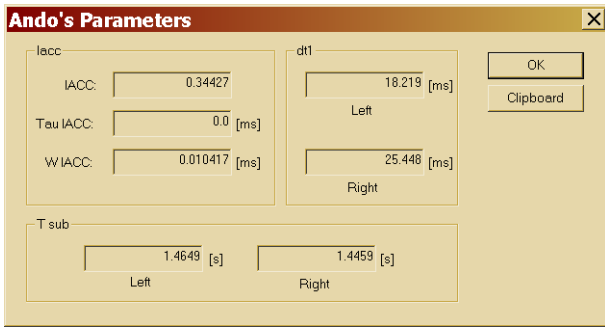 Ando's Parameters
Iacc
IACC: 0.34427
Tau IACC: 0.0 [ms]
W IACC: 0.010417 [ms]
dt1
18.219 [ms]
Left
25.448 [ms]
Right
OK
Clipboard
T sub
1.4649 [s] 1.4459 [s]
Left Right